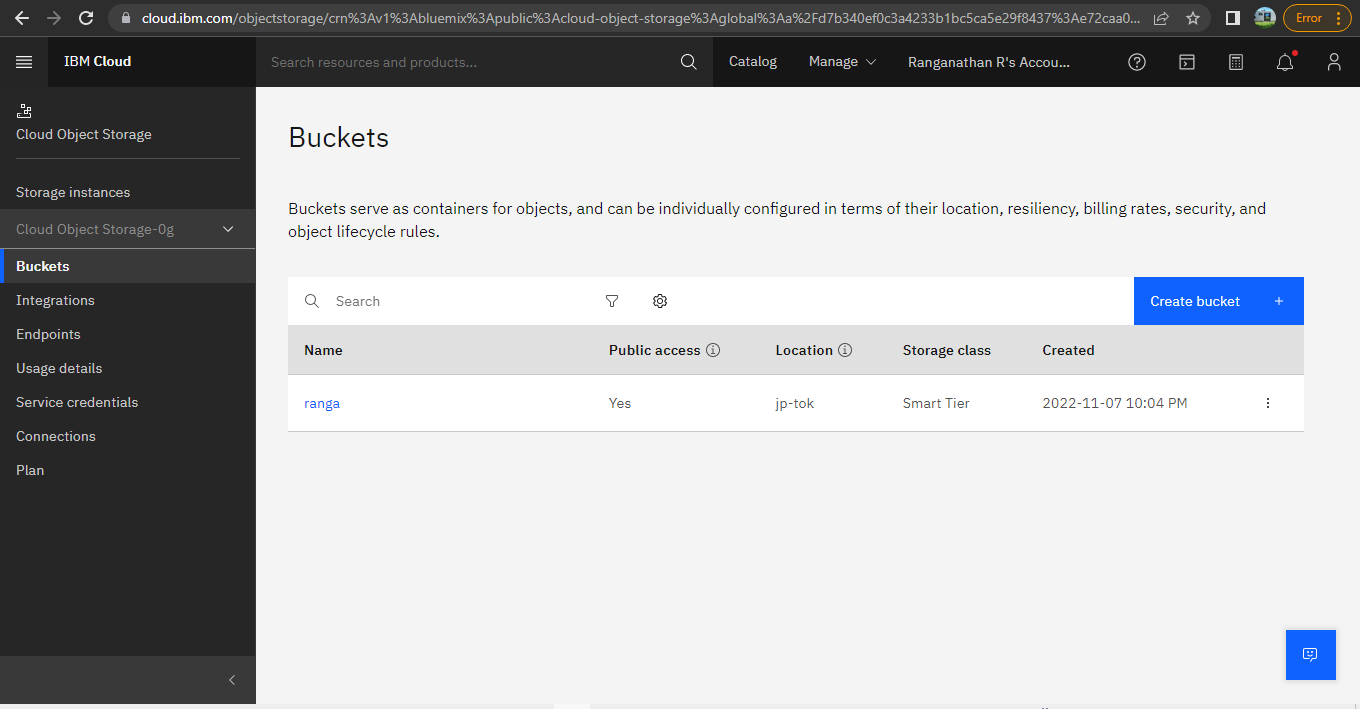 cloud.ibm.com/objectstorage/crn%3Av1%3Abluemix%3Apublic%3Acloud-object-storage%3Aglobal%3Aa%2Fd7b340ef0c3a4233b1bc5ca5e29f8437%3Ae72caa0...
Error
IBM Cloud
Search resources and products...
Catalog
Manage
Ranganathan R's Accou...
Cloud Object Storage
Storage instances
Cloud Object Storage-0g
Buckets
Integrations
Endpoints
Usage details
Service credentials
Connections
Plan
Buckets
Buckets serve as containers for objects, and can be individually configured in terms of their location, resiliency, billing rates, security, and
object lifecycle rules.
Search
Create bucket +
Name Public access Location Storage class Created
ranga Yes jp-tok Smart Tier 2022-11-07 10:04 PM